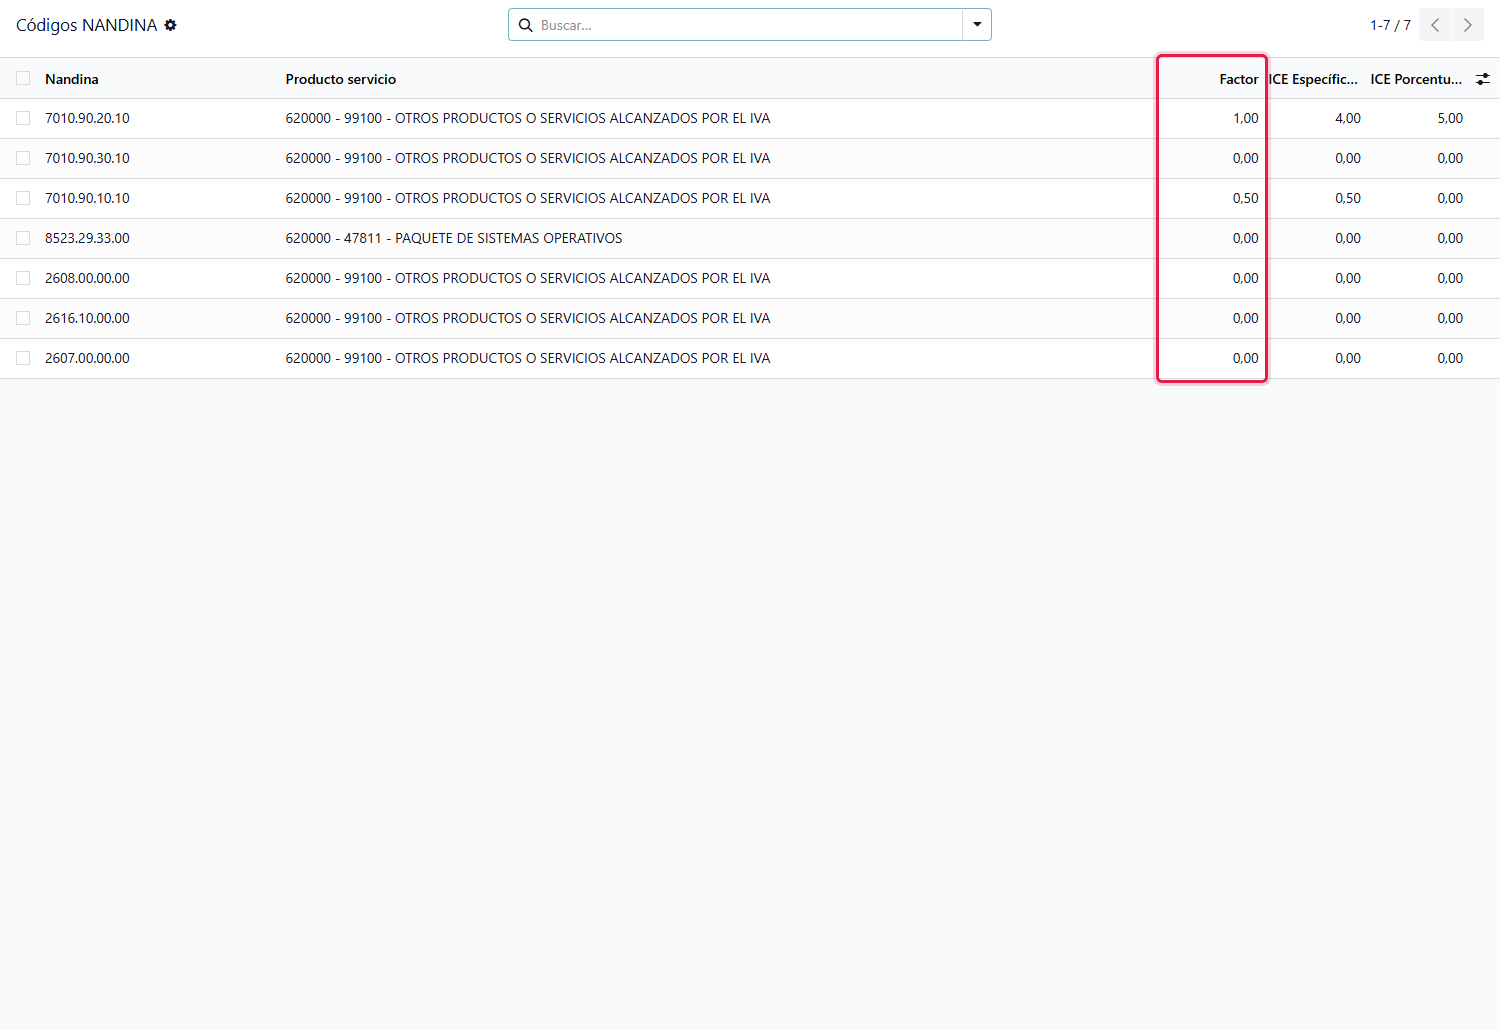 Códigos NANDINA
Buscar...
1-7 / 7
Nandina Producto servicio Factor ICE Específic... ICE Porcentu...
7010.90.20.10 620000 - 99100 - OTROS PRODUCTOS O SERVICIOS ALCANZADOS POR EL IVA 1,00 4,00 5,00
7010.90.30.10 620000 - 99100 - OTROS PRODUCTOS O SERVICIOS ALCANZADOS POR EL IVA 0,00 0,00 0,00
7010.90.10.10 620000 - 99100 - OTROS PRODUCTOS O SERVICIOS ALCANZADOS POR EL IVA 0,50 0,50 0,00
8523.29.33.00 620000 - 47811 - PAQUETE DE SISTEMAS OPERATIVOS 0,00 0,00 0,00
2608.00.00.00 620000 - 99100 - OTROS PRODUCTOS O SERVICIOS ALCANZADOS POR EL IVA 0,00 0,00 0,00
2616.10.00.00 620000 - 99100 - OTROS PRODUCTOS O SERVICIOS ALCANZADOS POR EL IVA 0,00 0,00 0,00
2607.00.00.00 620000 - 99100 - OTROS PRODUCTOS O SERVICIOS ALCANZADOS POR EL IVA 0,00 0,00 0,00